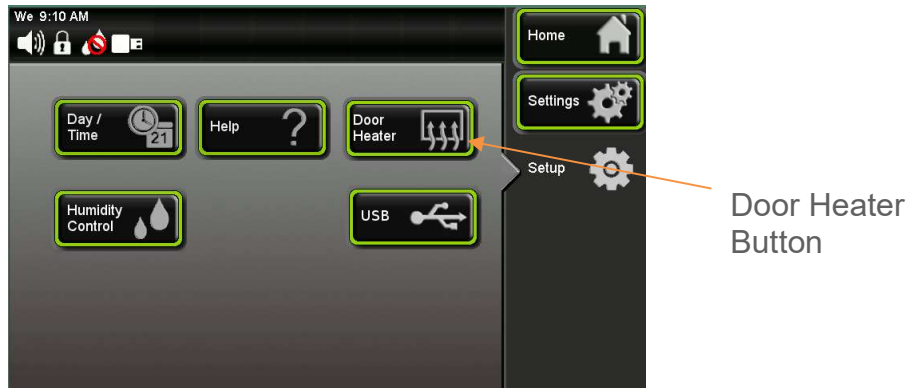 We 9:10 AM
Home
Settings
Day /
Time
21
Help
?
Door
Heater
Setup
Humidity
Control
USB
Door Heater
Button